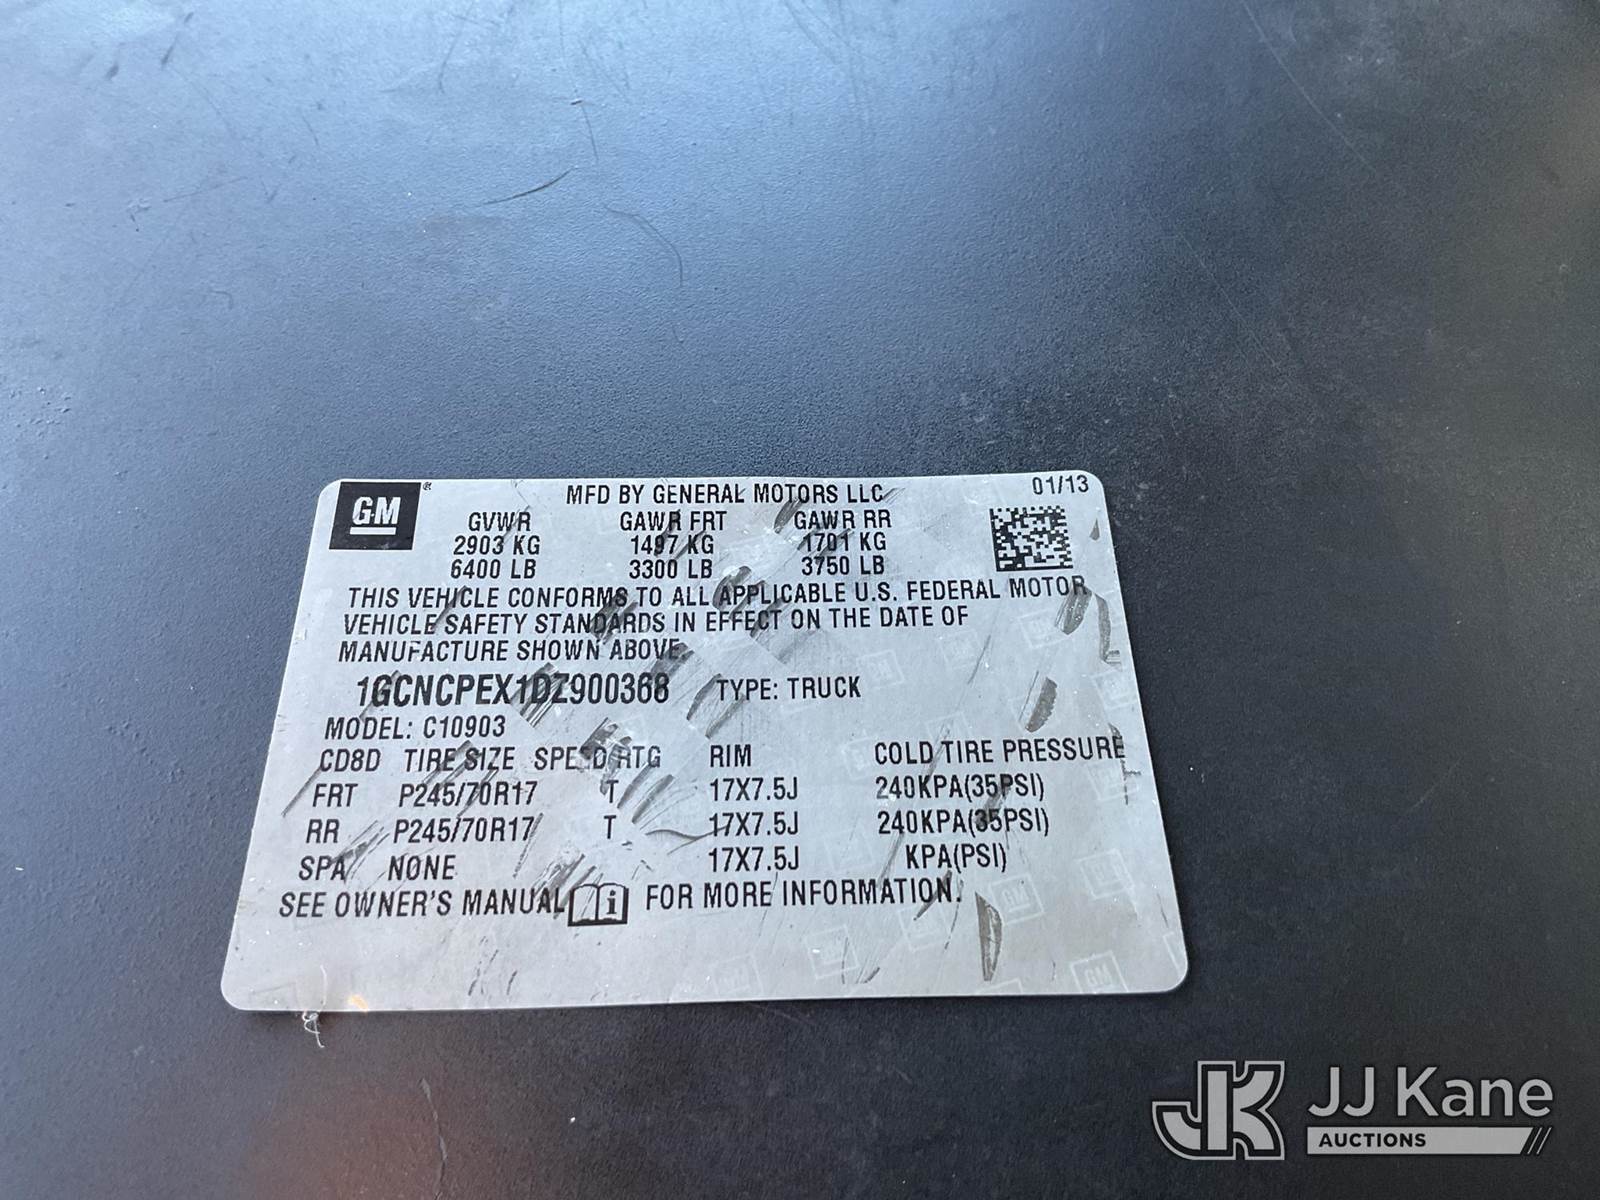 GM®
MFD BY GENERAL MOTORS LLC 01/13
GVWR GAWR FRT GAWR RR
2903 KG 1497 KG 1701 KG
6400 LB 3300 LB 3750 LB
THIS VEHICLE CONFORMS TO ALL APPLICABLE U.S. FEDERAL MOTOR
VEHICLE SAFETY STANDARDS IN EFFECT ON THE DATE OF
MANUFACTURE SHOWN ABOVE.
1GCNCPEX1DZ900368 TYPE: TRUCK
MODEL: C10903
CD8D TIRE SIZE SPEED RTG RIM COLD TIRE PRESSURE
FRT P245/70R17 T 17X7.5J 240KPA(35PSI)
RR P245/70R17 T 17X7.5J 240KPA(35PSI)
SPA NONE 17X7.5J KPA(PSI)
SEE OWNER'S MANUAL i FOR MORE INFORMATION.
JK JJ Kane
AUCTIONS